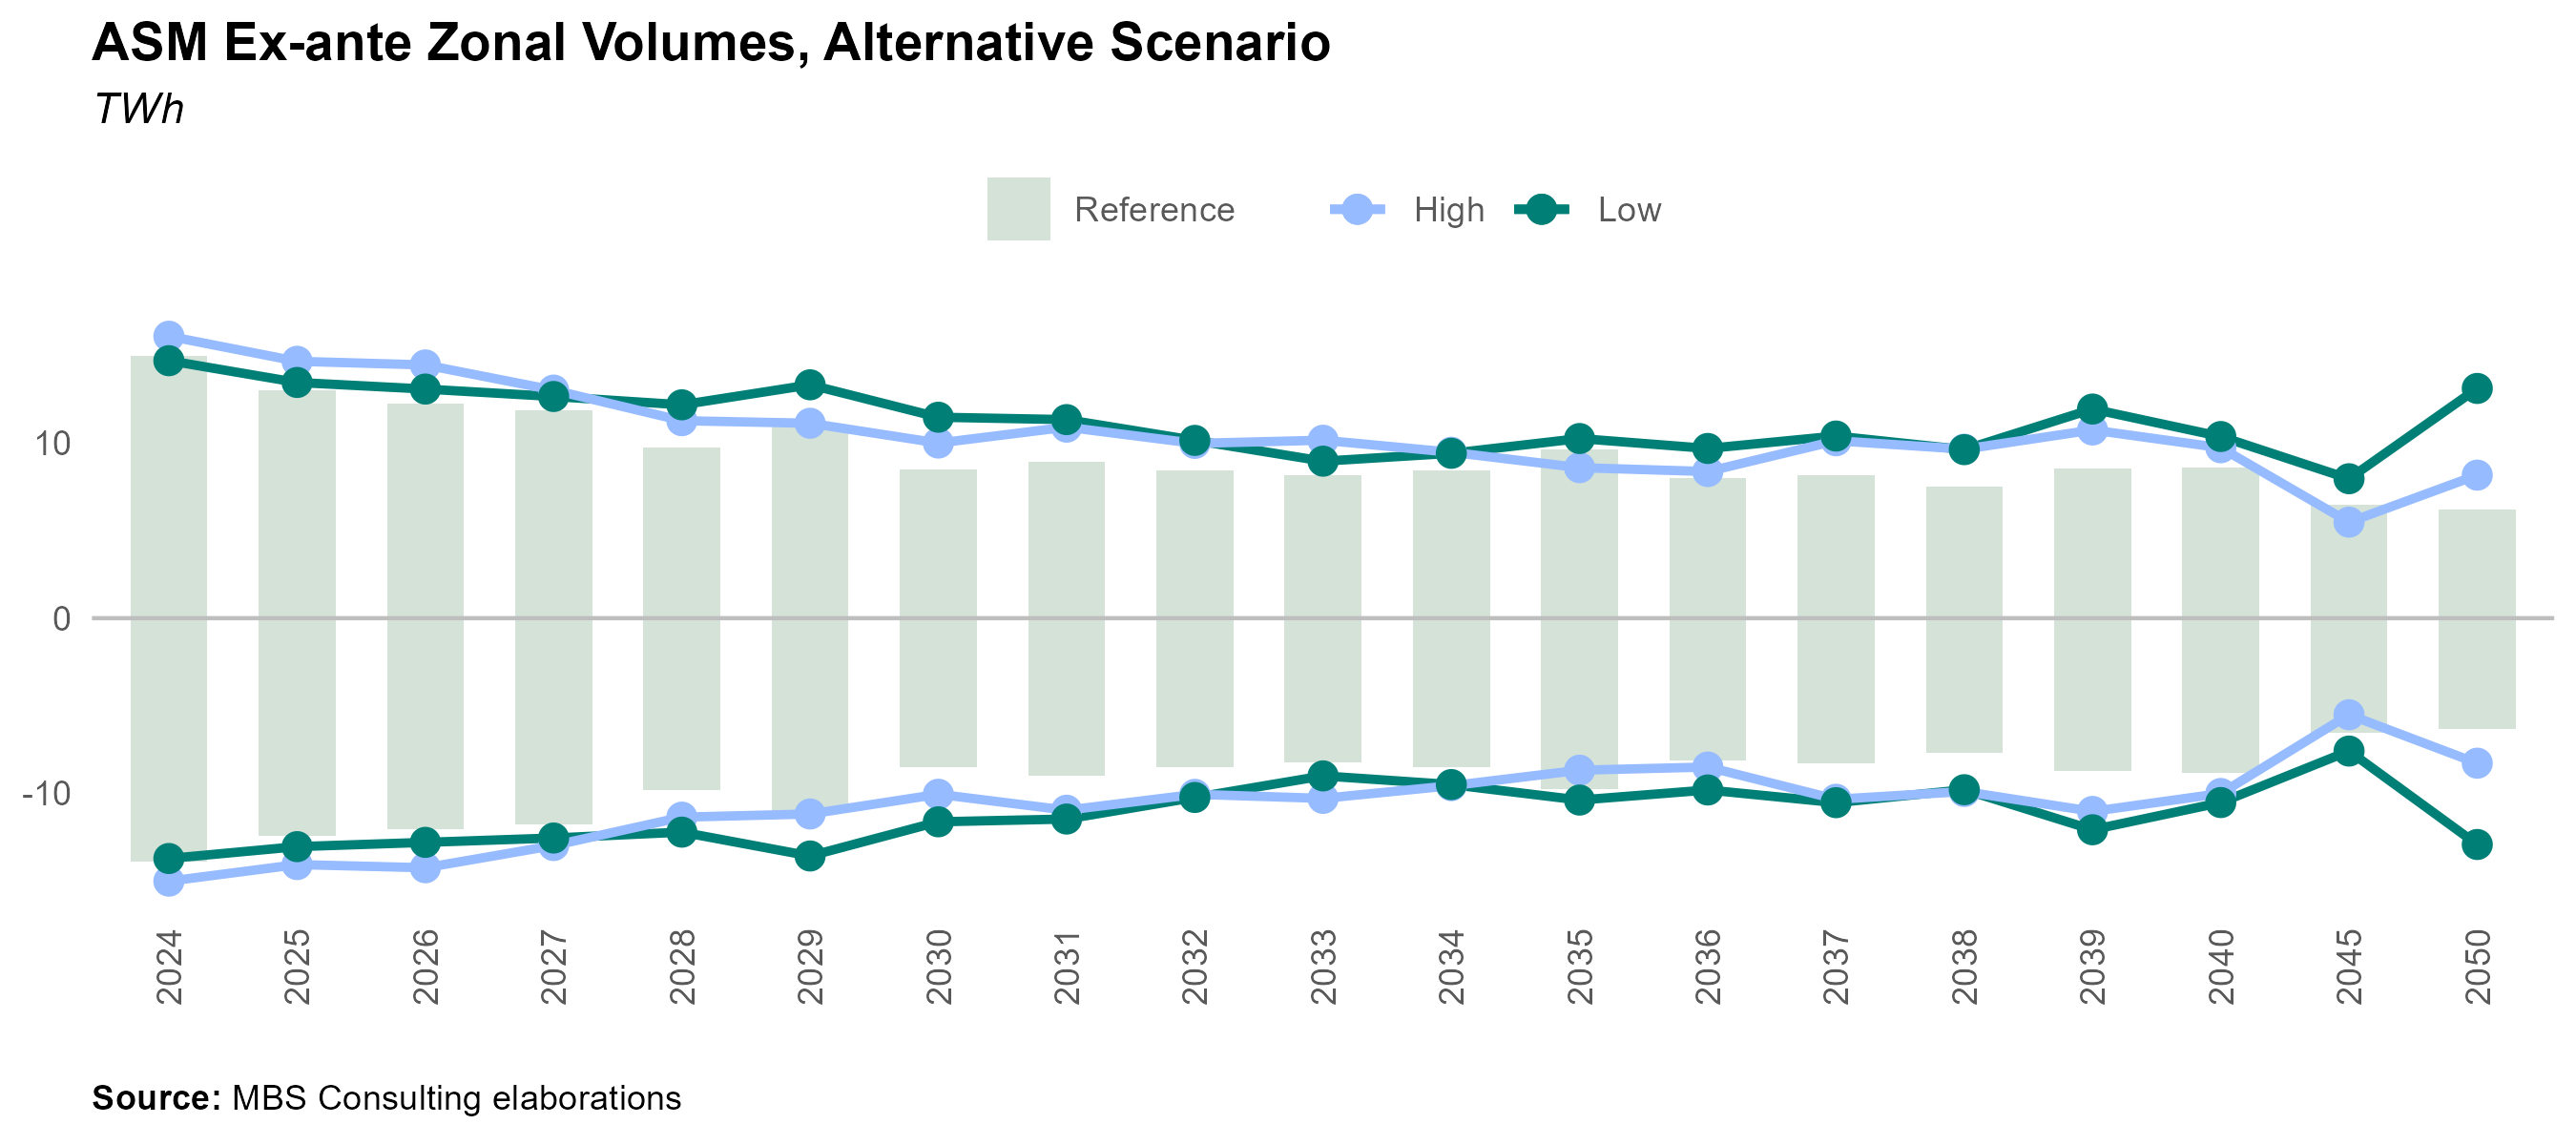 ASM Ex-ante Zonal Volumes, Alternative Scenario
TWh
Reference High Low
10
0
-10
2024 2025 2026 2027 2028 2029 2030 2031 2032 2033 2034 2035 2036 2037 2038 2039 2040 2045 2050
Source: MBS Consulting elaborations